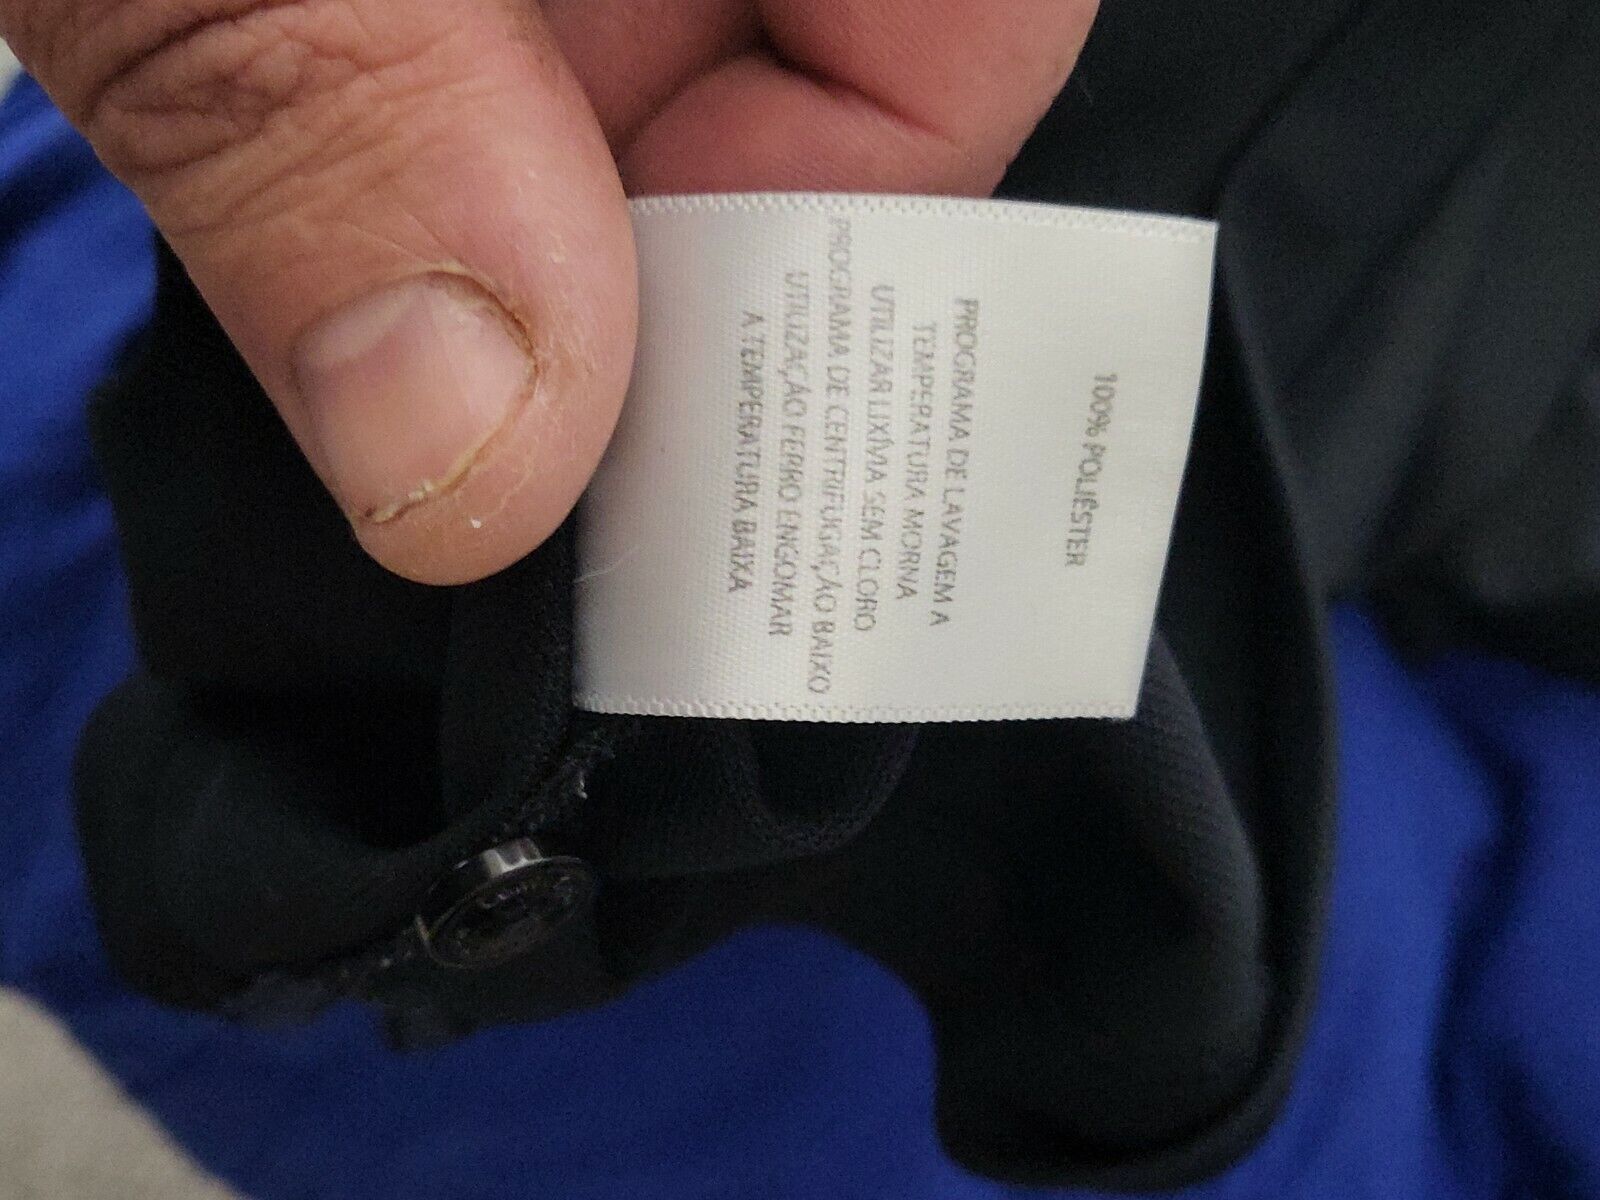 100% POLIÉSTER
PROGRAMA DE LAVAGEM A
TEMPERATURA MORNA
UTILIZAR LIXÍVIA SEM CLORO
PROGRAMA DE CENTRIFUGAÇÃO BAIXO
UTILIZAÇÃO FERRO ENGOMAR
A TEMPERATURA BAIXA